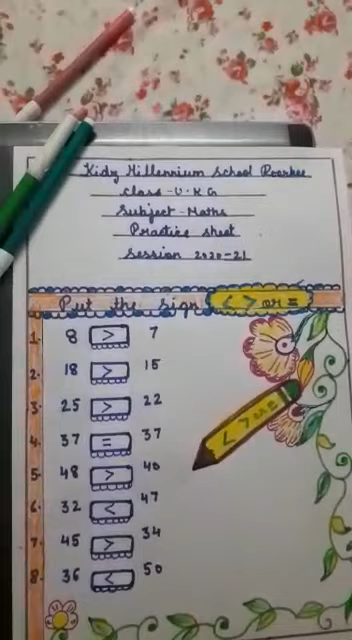 Kidz Millennium School Roorkee
Class - U.K.G
Subject - Maths
Practice sheet
Session 2020-21
Put the sign < > or =
1. 8 > 7
2. 18 > 15
3. 25 > 22
4. 37 = 37
5. 48 > 40
6. 32 < 47
7. 45 > 34
8. 36 < 50
< > or =